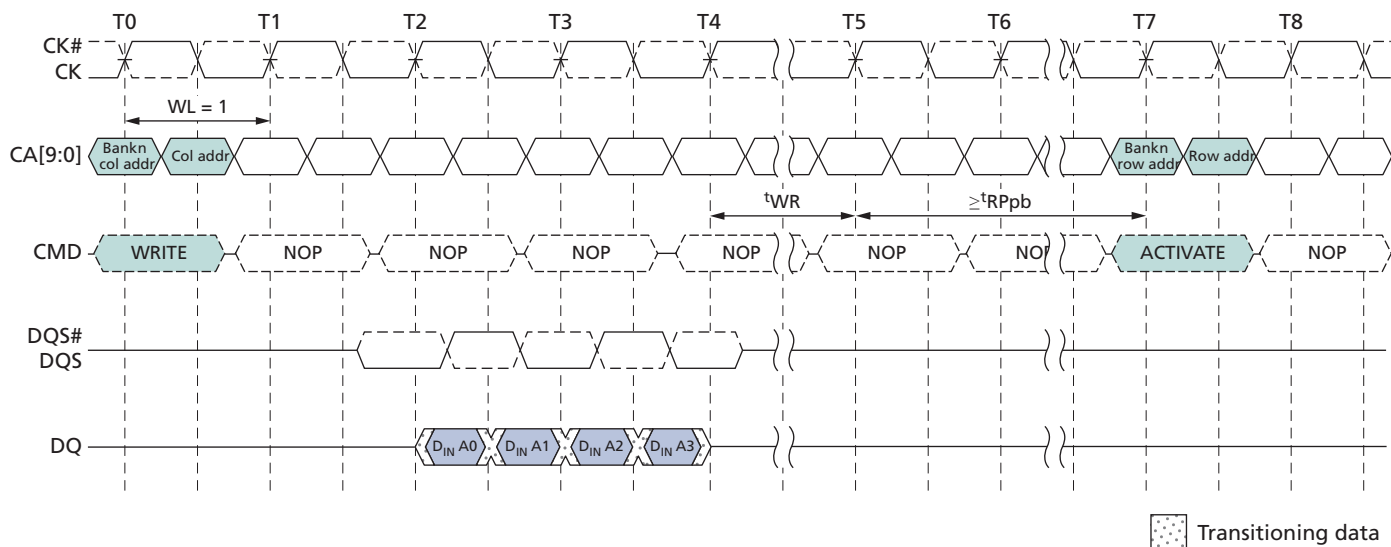 T0 T1 T2 T3 T4 T5 T6 T7 T8
CK#
CK
WL = 1
CA[9:0]
Bankn
col addr
Col addr
Bankn
row addr
Row addr
tWR
≥tRPpb
CMD
WRITE NOP NOP NOP NOP NOP NOP ACTIVATE NOP
DQS#
DQS
DQ
DIN A0 DIN A1 DIN A2 DIN A3
Transitioning data